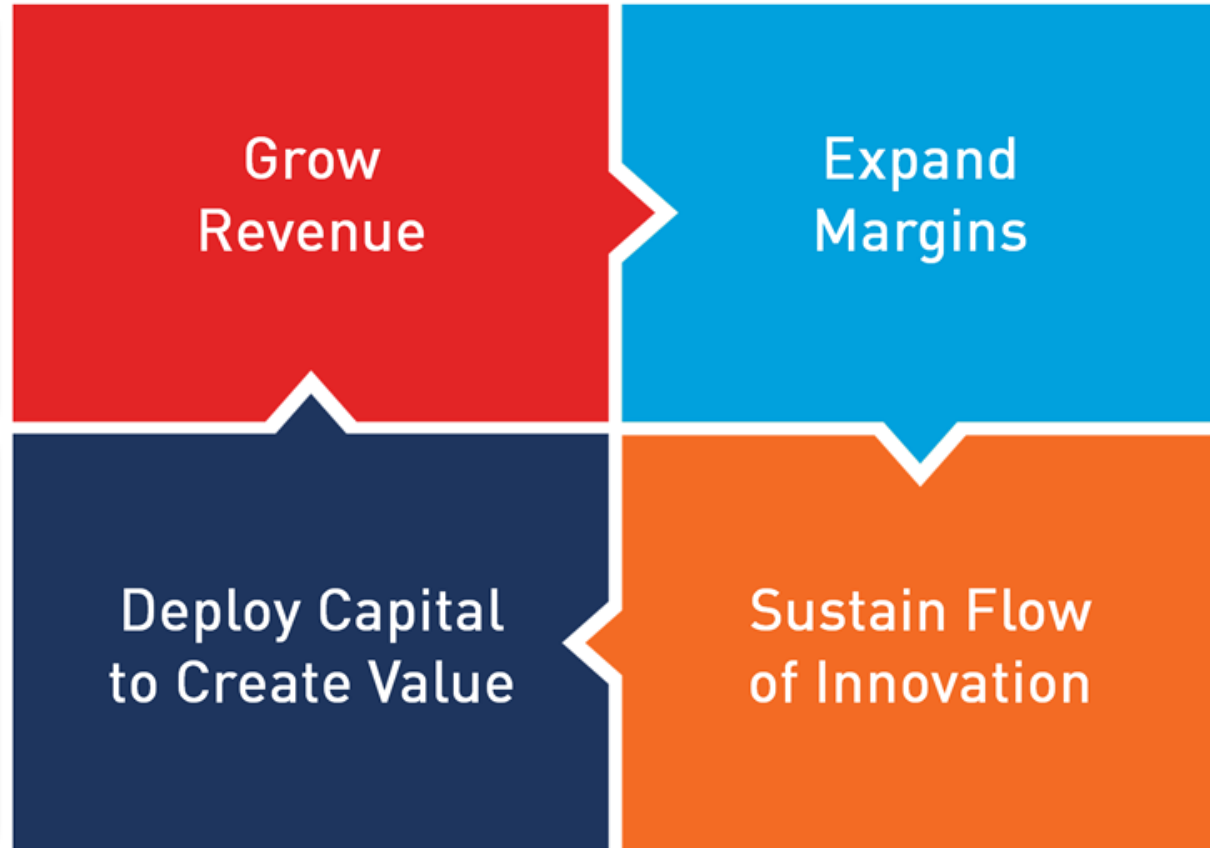 Grow
Revenue
Expand
Margins
Deploy Capital
to Create Value
Sustain Flow
of Innovation